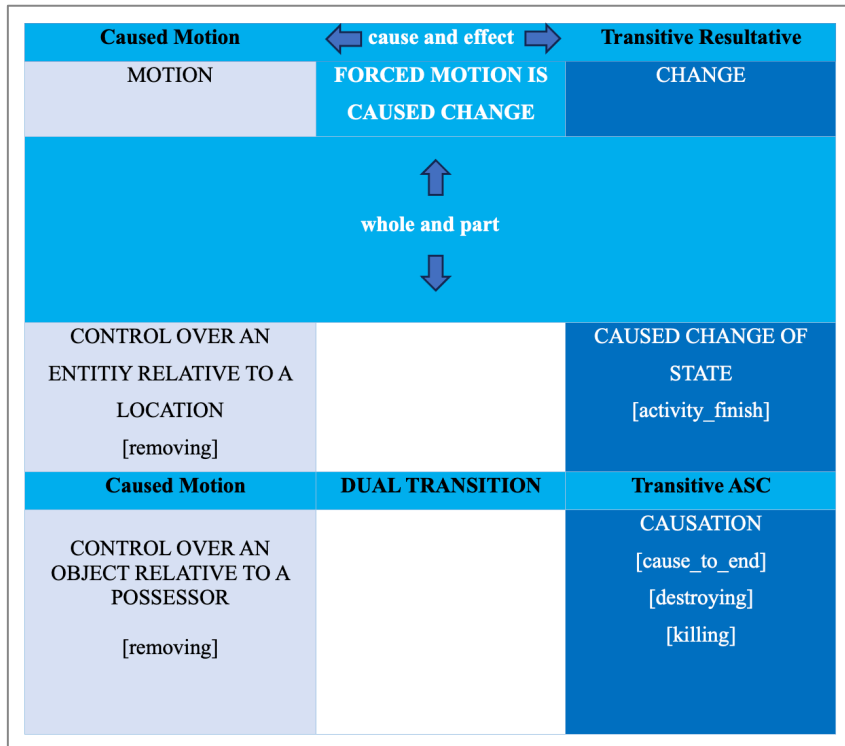 Caused Motion
cause and effect
Transitive Resultative
MOTION
FORCED MOTION IS
CAUSED CHANGE
CHANGE
whole and part
CONTROL OVER AN
ENTITIY RELATIVE TO A
LOCATION
[removing]
CAUSED CHANGE OF
STATE
[activity_finish]
Caused Motion
DUAL TRANSITION
Transitive ASC
CONTROL OVER AN
OBJECT RELATIVE TO A
POSSESSOR
[removing]
CAUSATION
[cause_to_end]
[destroying]
[killing]